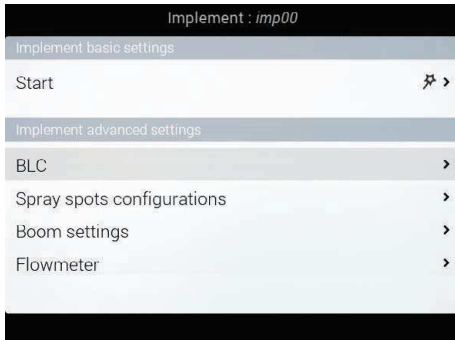 Implement : imp00
Implement basic settings
Start
Implement advanced settings
BLC
Spray spots configurations
Boom settings
Flowmeter